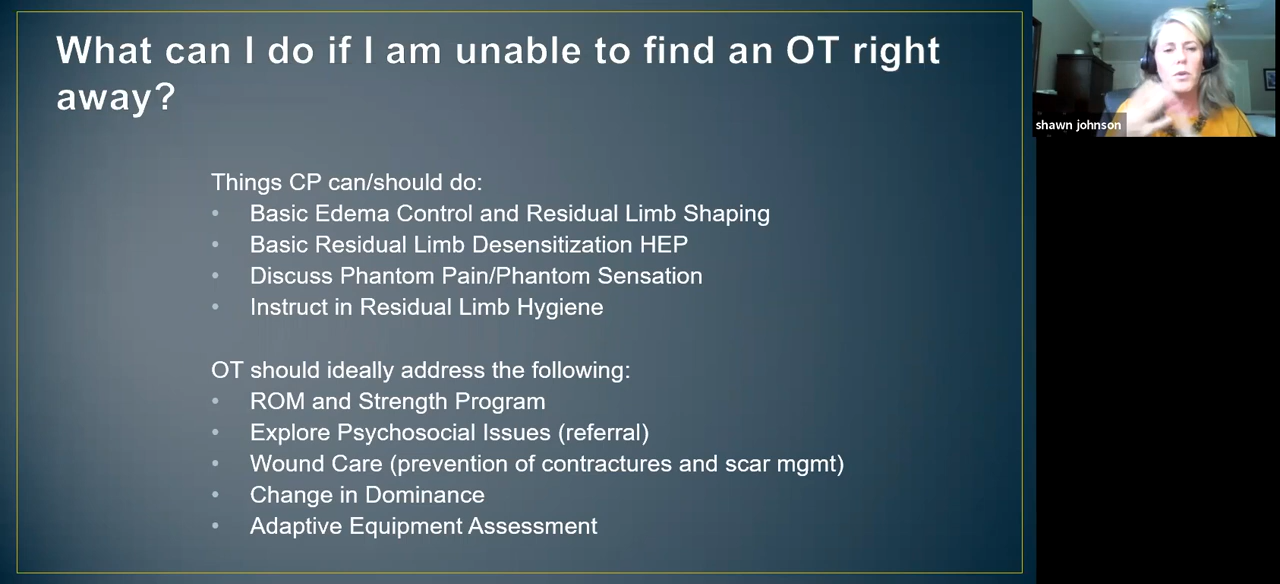 What can I do if I am unable to find an OT right
away?
shawn johnson
Things CP can/should do:
• Basic Edema Control and Residual Limb Shaping
• Basic Residual Limb Desensitization HEP
• Discuss Phantom Pain/Phantom Sensation
• Instruct in Residual Limb Hygiene
OT should ideally address the following:
• ROM and Strength Program
• Explore Psychosocial Issues (referral)
• Wound Care (prevention of contractures and scar mgmt)
• Change in Dominance
• Adaptive Equipment Assessment